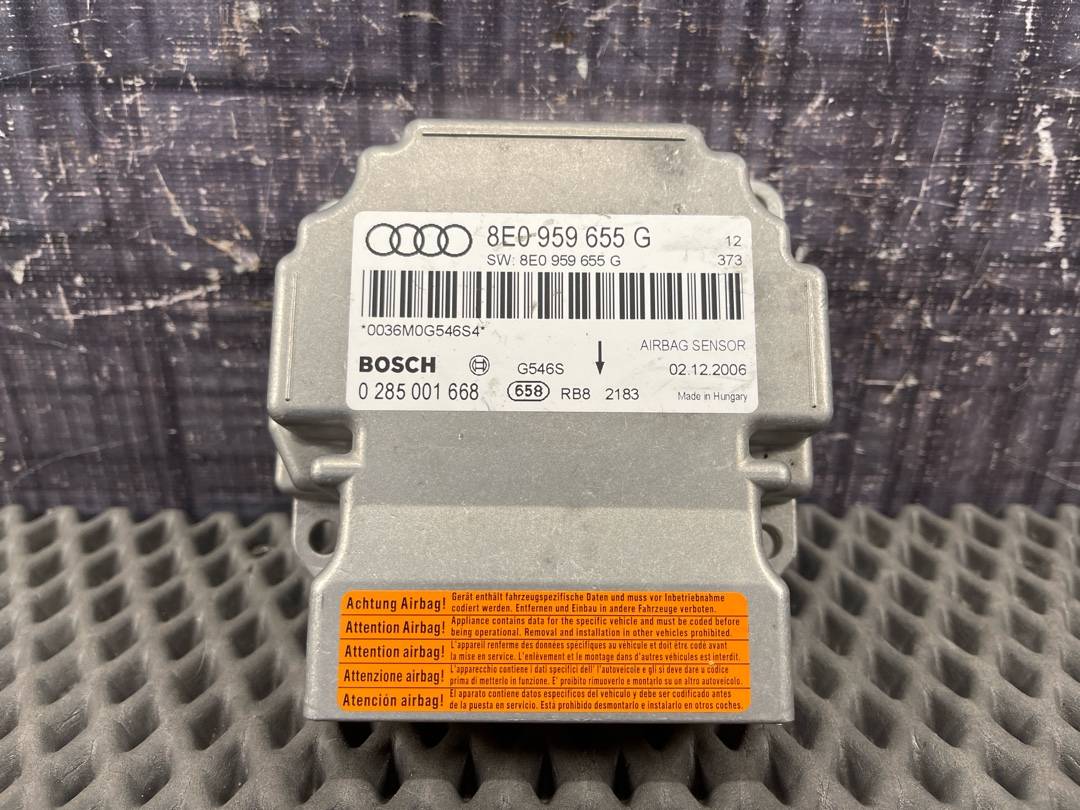 8E0 959 655 G 12
SW: 8E0 959 655 G 373
*0036M0G546S4*
AIRBAG SENSOR
BOSCH G546S 02.12.2006
0 285 001 668 658 RB8 2183 Made in Hungary
Achtung Airbag! Gerät enthält fahrzeugspezifische Daten und muss vor Inbetriebnahme
codiert werden. Entfernen und Einbau in andere Fahrzeuge verboten.
Attention Airbag! Appliance contains data for the specific vehicle and must be coded before
being operational. Removal and installation in other vehicles prohibited.
Attention airbag! L'appareil renferme des données spécifiques au véhicule et doit être codé avant
la mise en service. L'enlèvement et le montage dans d'autres véhicules est interdit.
Attenzione airbag! L'apparecchio contiene i dati specifici dell' l'autoveicolo e gli si deve dare u codice
prima di metterlo in funzione. E' proibito rimuoverlo e montarlo su un altro autoveicolo.
Atención airbag! El aparato contiene datos específicos del vehículo y debe ser codificado antes
de la puesta en servicio. Está prohibido desmontarlo e instalarlo en otros coches.